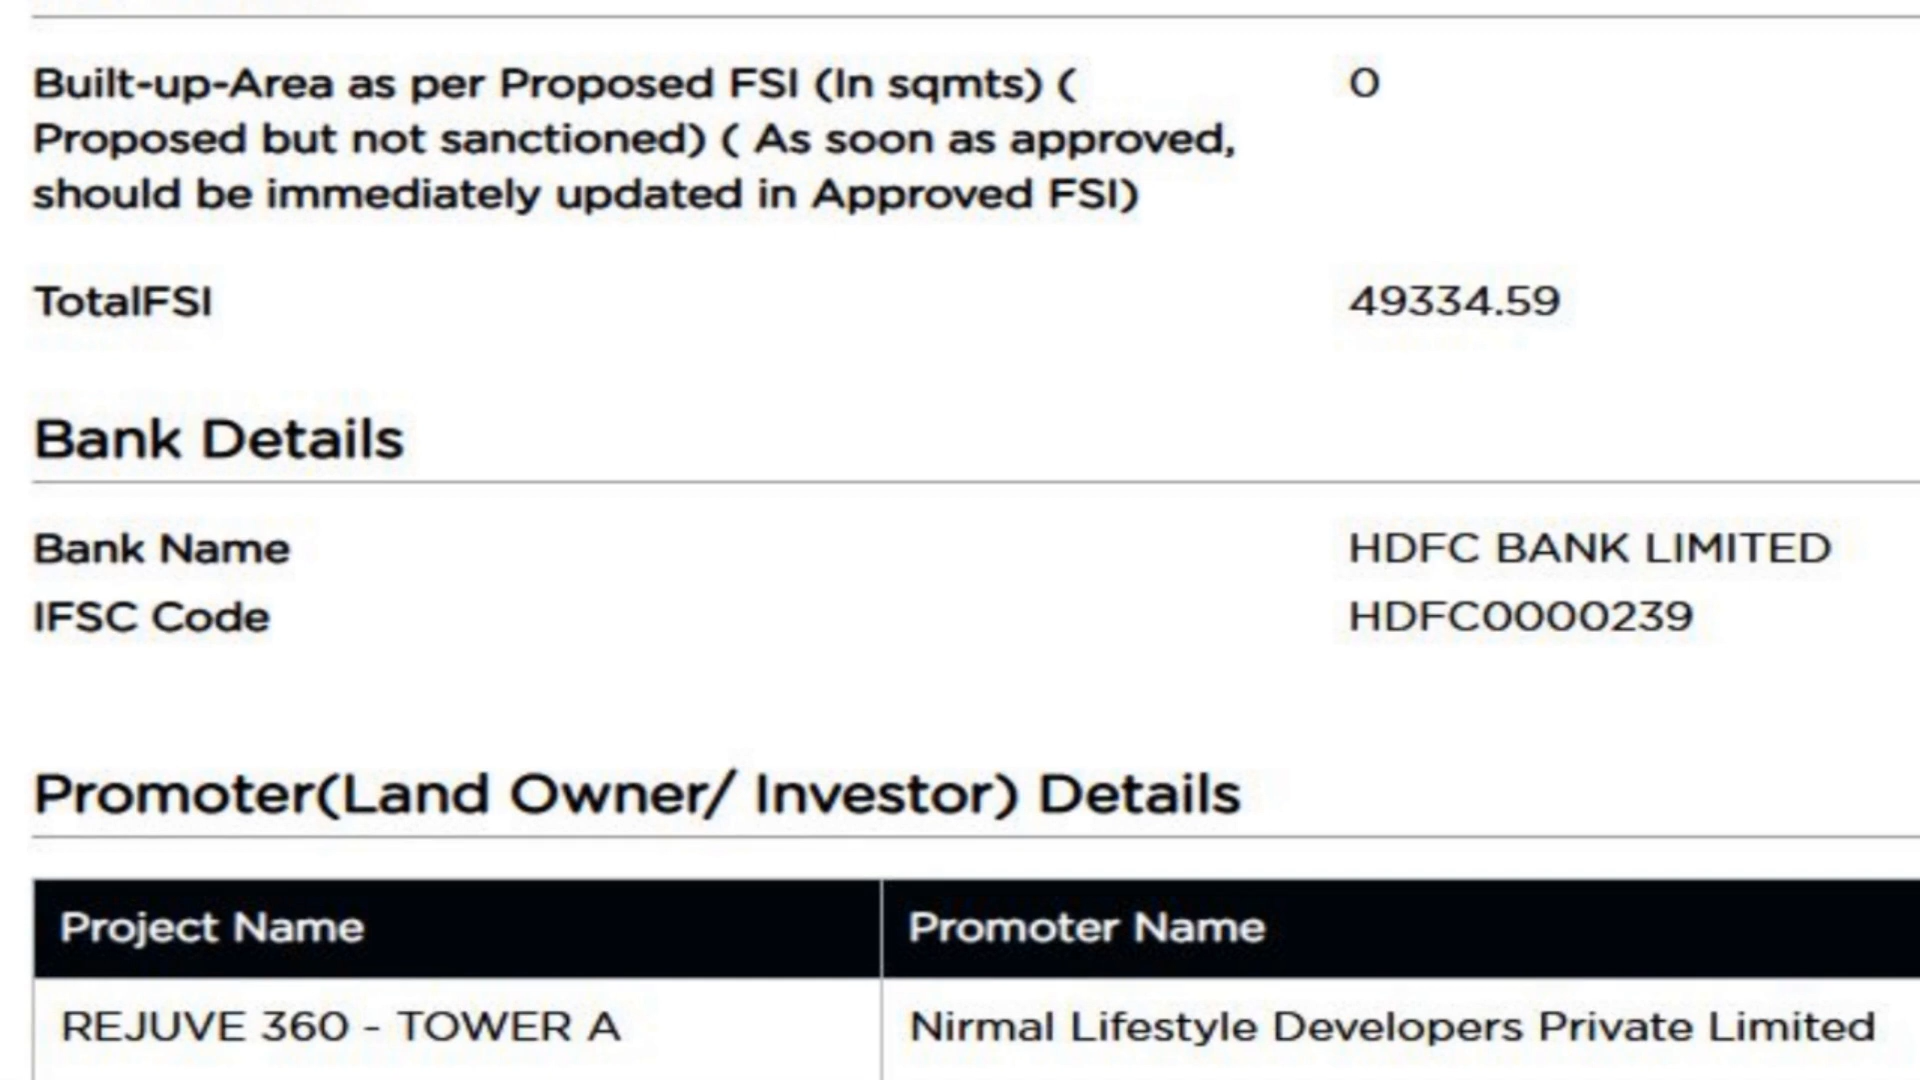 Built-up-Area as per Proposed FSI (In sqmts) ( 0
Proposed but not sanctioned) ( As soon as approved,
should be immediately updated in Approved FSI)
TotalFSI 49334.59
Bank Details
Bank Name HDFC BANK LIMITED
IFSC Code HDFC0000239
Promoter(Land Owner/ Investor) Details
Project Name Promoter Name
REJUVE 360 - TOWER A Nirmal Lifestyle Developers Private Limited